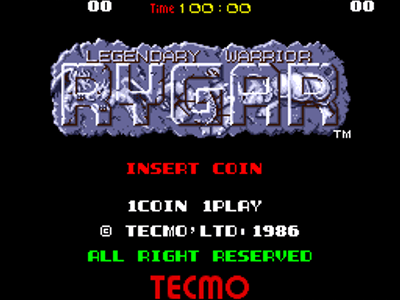 00 Time 100:00 00
LEGENDARY WARRIOR
RYGAR
TM
INSERT COIN
1COIN 1PLAY
© TECMO,LTD.1986
ALL RIGHT RESERVED
TECMO